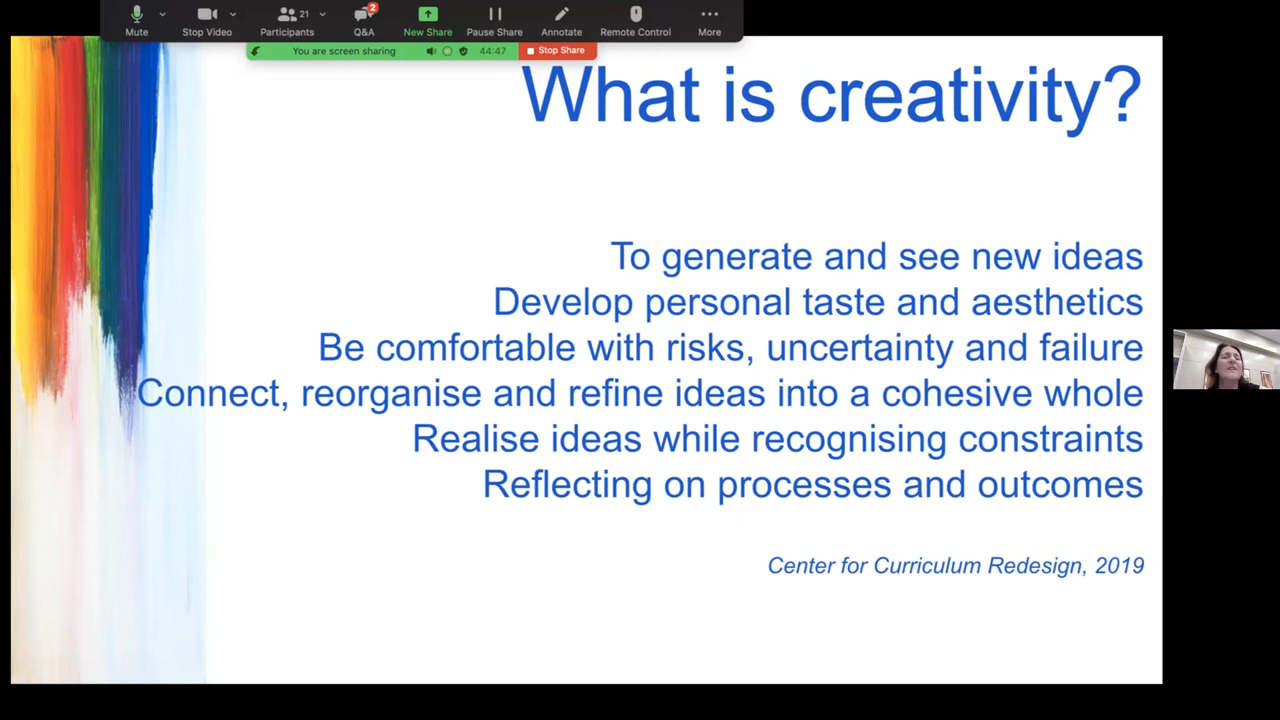 Mute
Stop Video
21
Participants
2
Q&A
New Share
Pause Share
Annotate
Remote Control
More
You are screen sharing
44:47
Stop Share
What is creativity?
To generate and see new ideas
Develop personal taste and aesthetics
Be comfortable with risks, uncertainty and failure
Connect, reorganise and refine ideas into a cohesive whole
Realise ideas while recognising constraints
Reflecting on processes and outcomes
Center for Curriculum Redesign, 2019